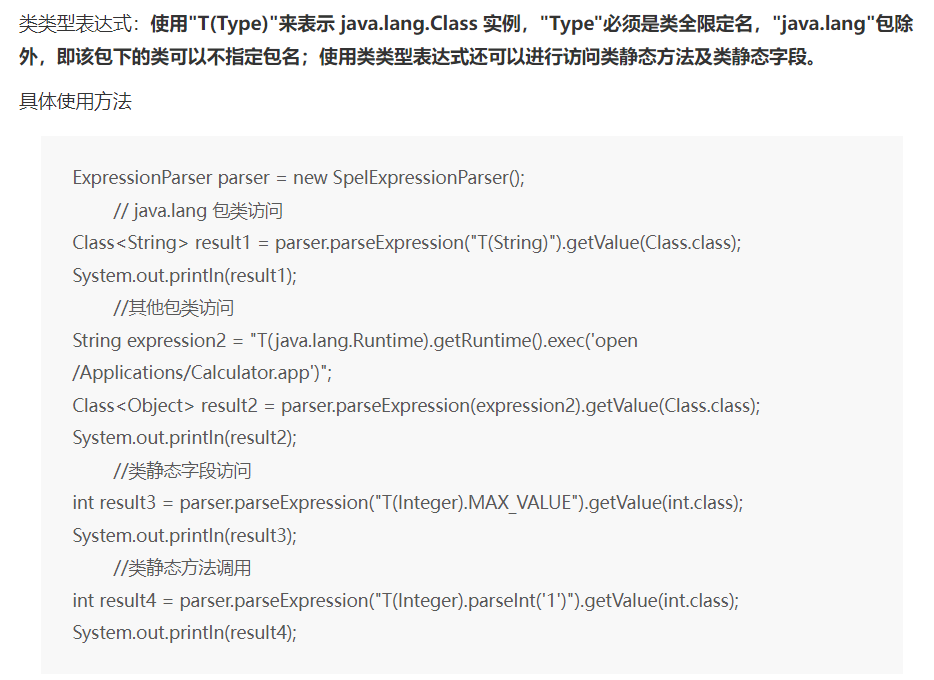 类类型表达式：使用"T(Type)"来表示 java.lang.Class 实例，"Type"必须是类全限定名，"java.lang"包除
外，即该包下的类可以不指定包名；使用类类型表达式还可以进行访问类静态方法及类静态字段。
具体使用方法
ExpressionParser parser = new SpelExpressionParser();
// java.lang 包类访问
Class<String> result1 = parser.parseExpression("T(String)").getValue(Class.class);
System.out.println(result1);
//其他包类访问
String expression2 = "T(java.lang.Runtime).getRuntime().exec('open
/Applications/Calculator.app')";
Class<Object> result2 = parser.parseExpression(expression2).getValue(Class.class);
System.out.println(result2);
//类静态字段访问
int result3 = parser.parseExpression("T(Integer).MAX_VALUE").getValue(int.class);
System.out.println(result3);
//类静态方法调用
int result4 = parser.parseExpression("T(Integer).parseInt('1')").getValue(int.class);
System.out.println(result4);